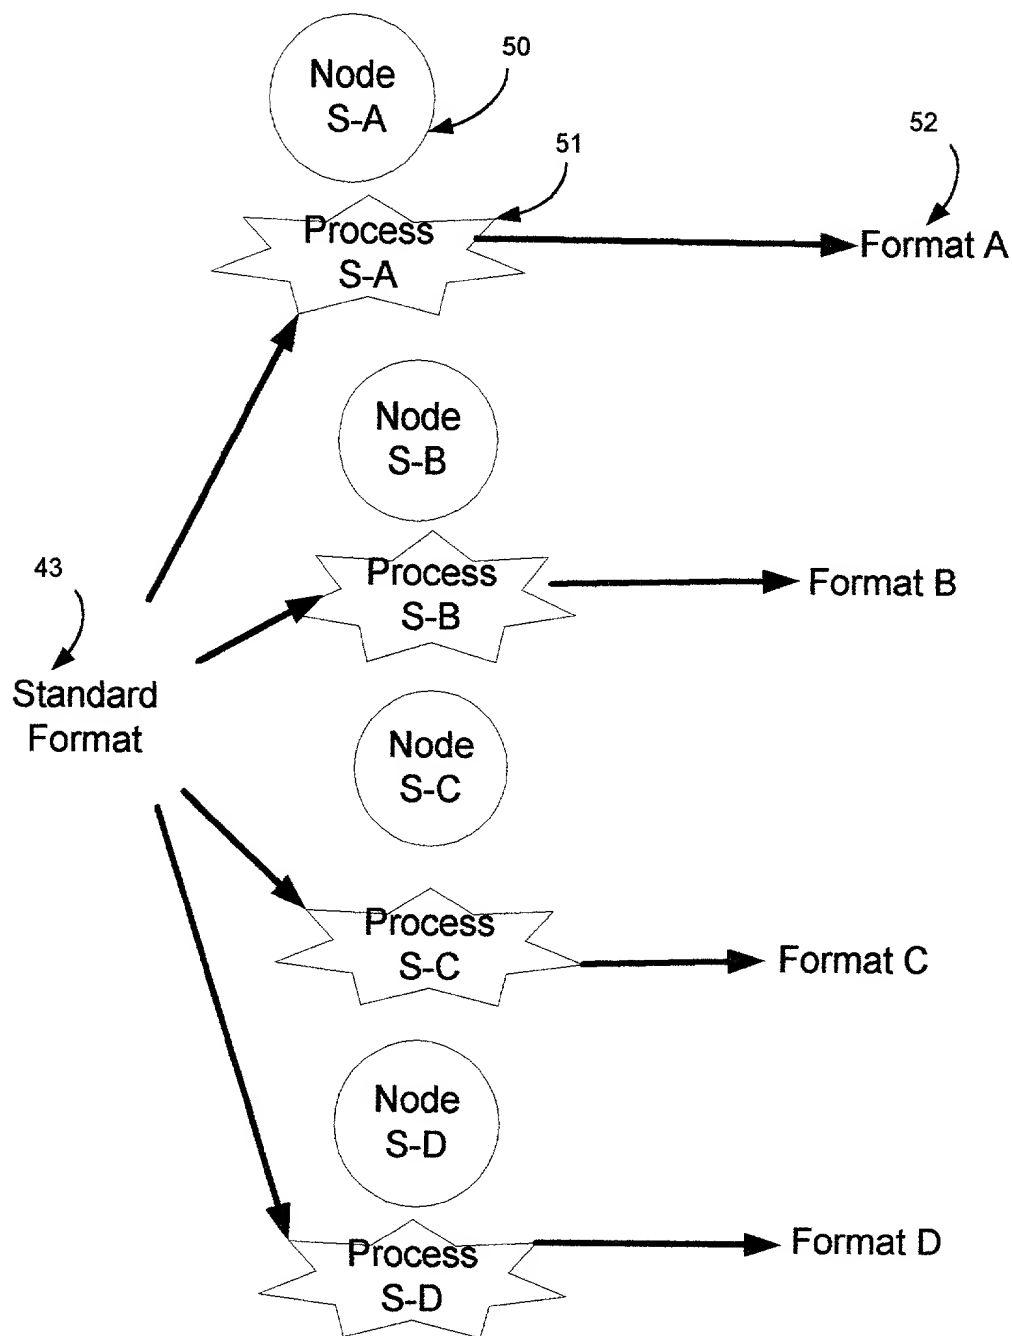 Node
S-A
50
51
52
Process
S-A
Format A
Node
S-B
43
Process
S-B
Format B
Standard
Format
Node
S-C
Process
S-C
Format C
Node
S-D
Process
S-D
Format D